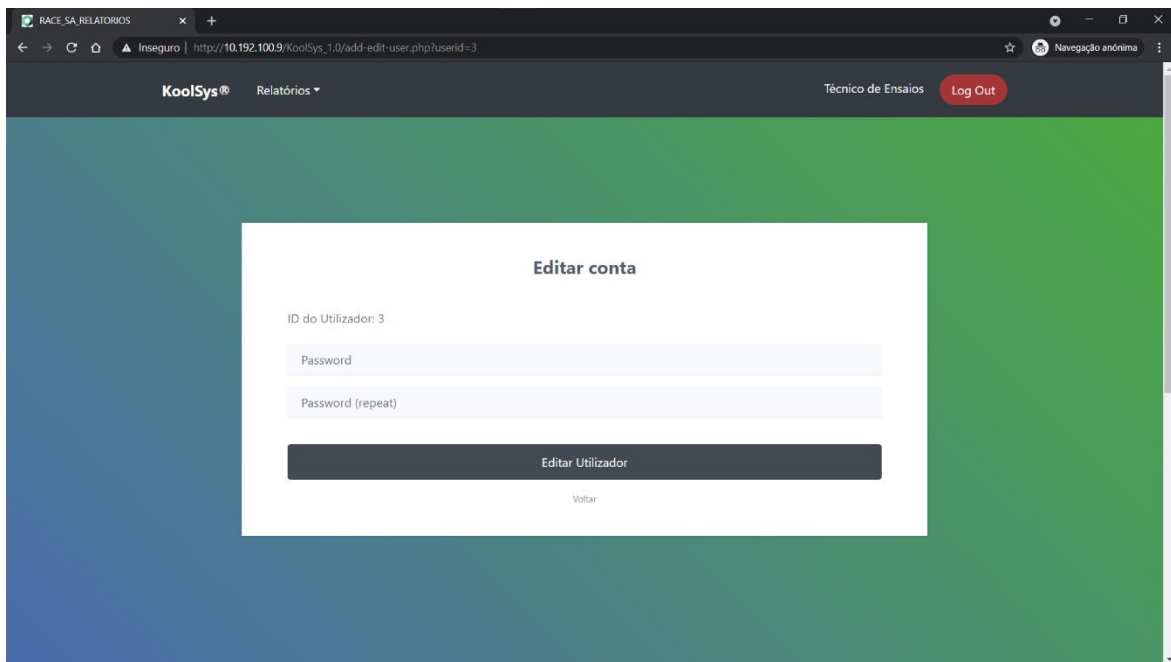 RACE_SA_RELATORIOS
Inseguro | http://10.192.100.9/KoolSys_1.0/add-edit-user.php?userid=3
Navegação anónima
KoolSys® Relatórios Técnico de Ensaios Log Out
Editar conta
ID do Utilizador: 3
Password
Password (repeat)
Editar Utilizador
Voltar